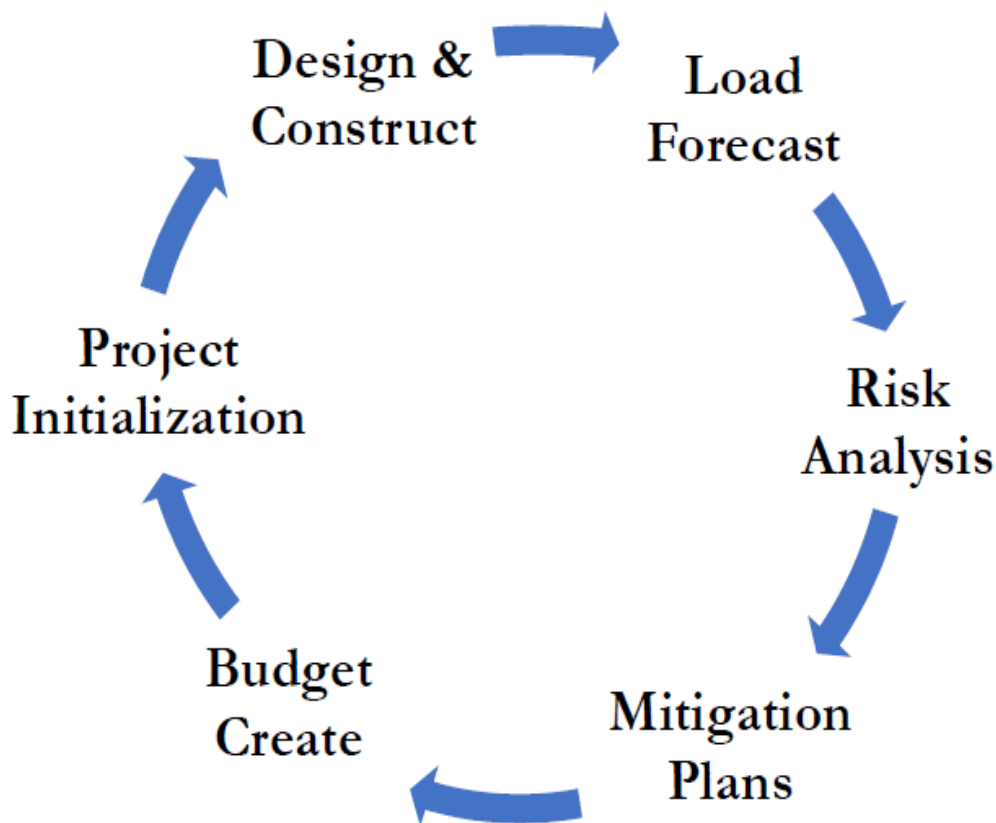 Design &
Construct
Load
Forecast
Risk
Analysis
Mitigation
Plans
Budget
Create
Project
Initialization